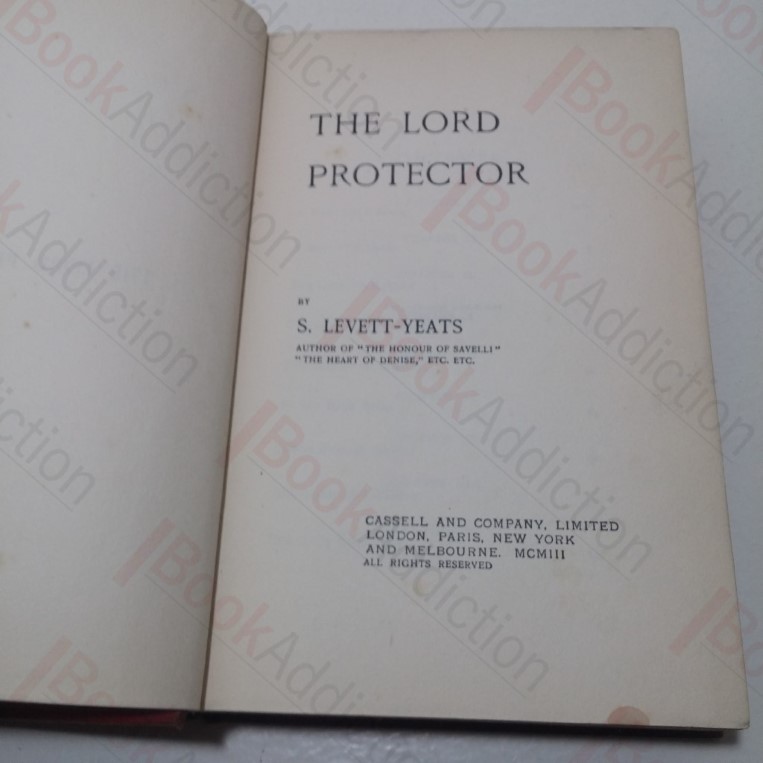 THE LORD
PROTECTOR
BY
S. LEVETT-YEATS
AUTHOR OF "THE HONOUR OF SAVELLI"
"THE HEART OF DENISE," ETC. ETC.
CASSELL AND COMPANY, LIMITED
LONDON, PARIS, NEW YORK
AND MELBOURNE. MCMIII
ALL RIGHTS RESERVED
BookAddiction